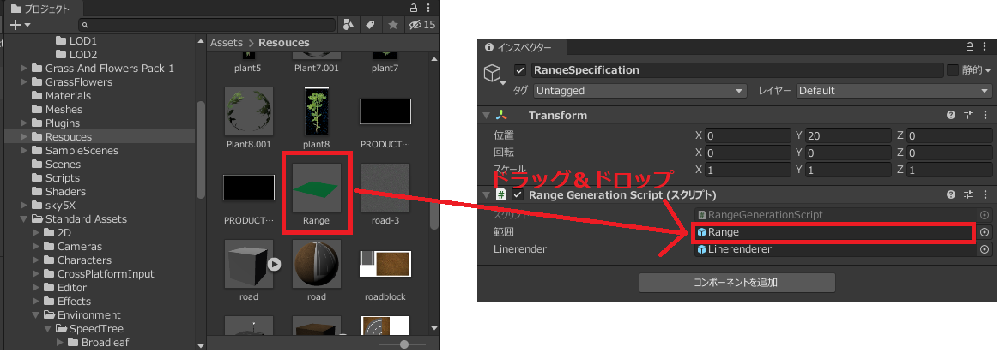 プロジェクト
15
LOD1
LOD2
Grass And Flowers Pack 1
GrassFlowers
Materials
Meshes
Plugins
Resouces
SampleScenes
Scenes
Scripts
Shaders
sky5X
Standard Assets
2D
Cameras
Characters
CrossPlatformInput
Editor
Effects
Environment
SpeedTree
Broadleaf
Assets > Resouces
plant5 Plant7.001 plant7
Plant8.001 plant8 PRODUCT…
PRODUCT… Range road-3
road road roadblock
インスペクター
RangeSpecification 静的
タグ Untagged レイヤー Default
Transform
位置 X 0 Y 20 Z 0
回転 X 0 Y 0 Z 0
スケール X 1 Y 1 Z 1
ドラッグ＆ドロップ
# Range Generation Script (スクリプト)
スクリプト RangeGenerationScript
範囲 Range
Linerender Linerenderer
コンポーネントを追加